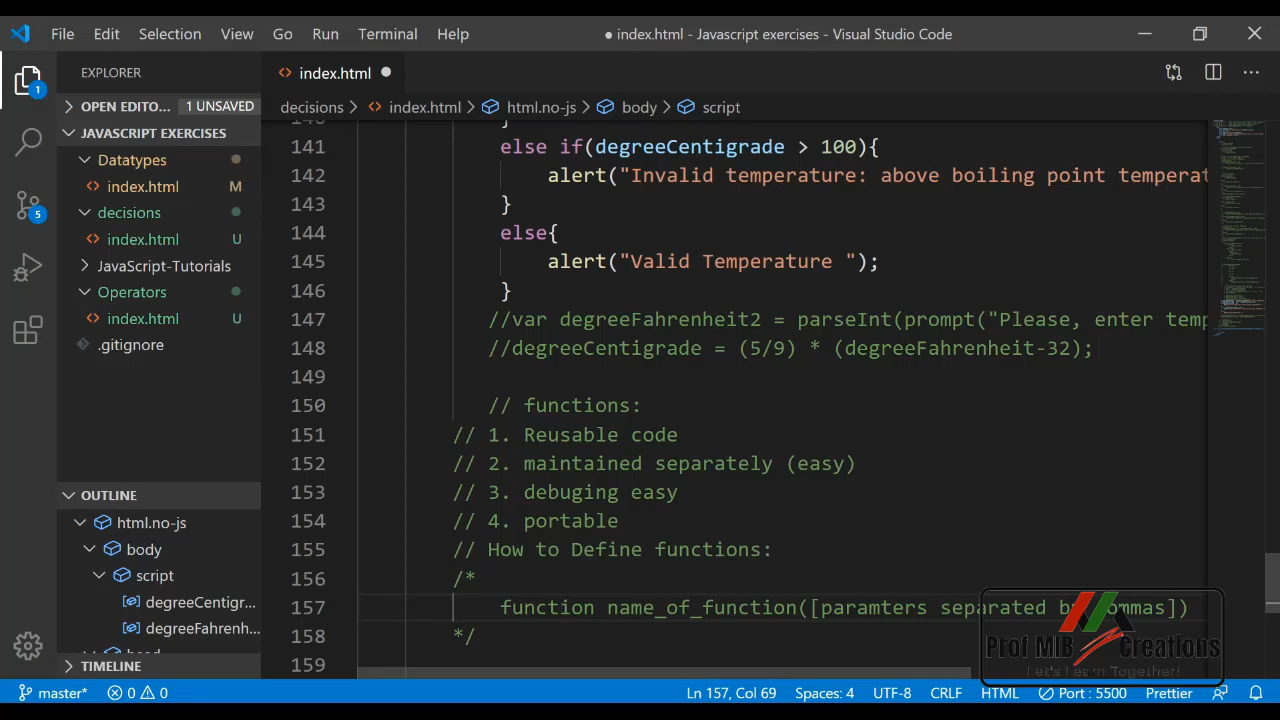 File Edit Selection View Go Run Terminal Help
● index.html - Javascript exercises - Visual Studio Code
EXPLORER
OPEN EDITO... 1 UNSAVED
JAVASCRIPT EXERCISES
Datatypes
index.html M
decisions
index.html U
JavaScript-Tutorials
Operators
index.html U
.gitignore
OUTLINE
html.no-js
body
script
degreeCentigr...
degreeFahrenh...
TIMELINE
1
5
index.html
decisions > index.html > html.no-js > body > script
141 else if(degreeCentigrade > 100){
142 alert("Invalid temperature: above boiling point temperat
143 }
144 else{
145 alert("Valid Temperature ");
146 }
147 //var degreeFahrenheit2 = parseInt(prompt("Please, enter temp
148 //degreeCentigrade = (5/9) * (degreeFahrenheit-32);
149
150 // functions:
151 // 1. Reusable code
152 // 2. maintained separately (easy)
153 // 3. debuging easy
154 // 4. portable
155 // How to Define functions:
156 /*
157 function name_of_function([paramters separated by commas])
158 */
159
Prof MIB Creations
Let's Learn Together!
master* 0 0 Ln 157, Col 69 Spaces: 4 UTF-8 CRLF HTML Port : 5500 Prettier